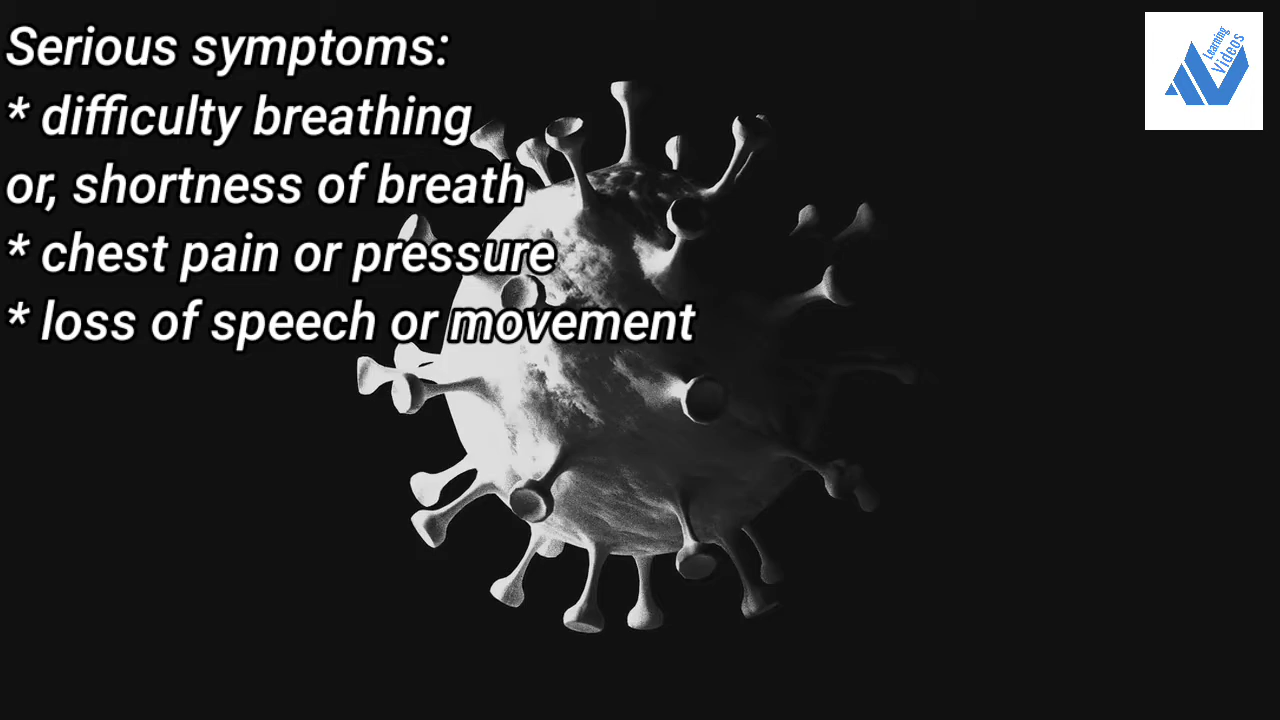 Serious symptoms:
* difficulty breathing
or, shortness of breath
* chest pain or pressure
* loss of speech or movement
Learning
Videos